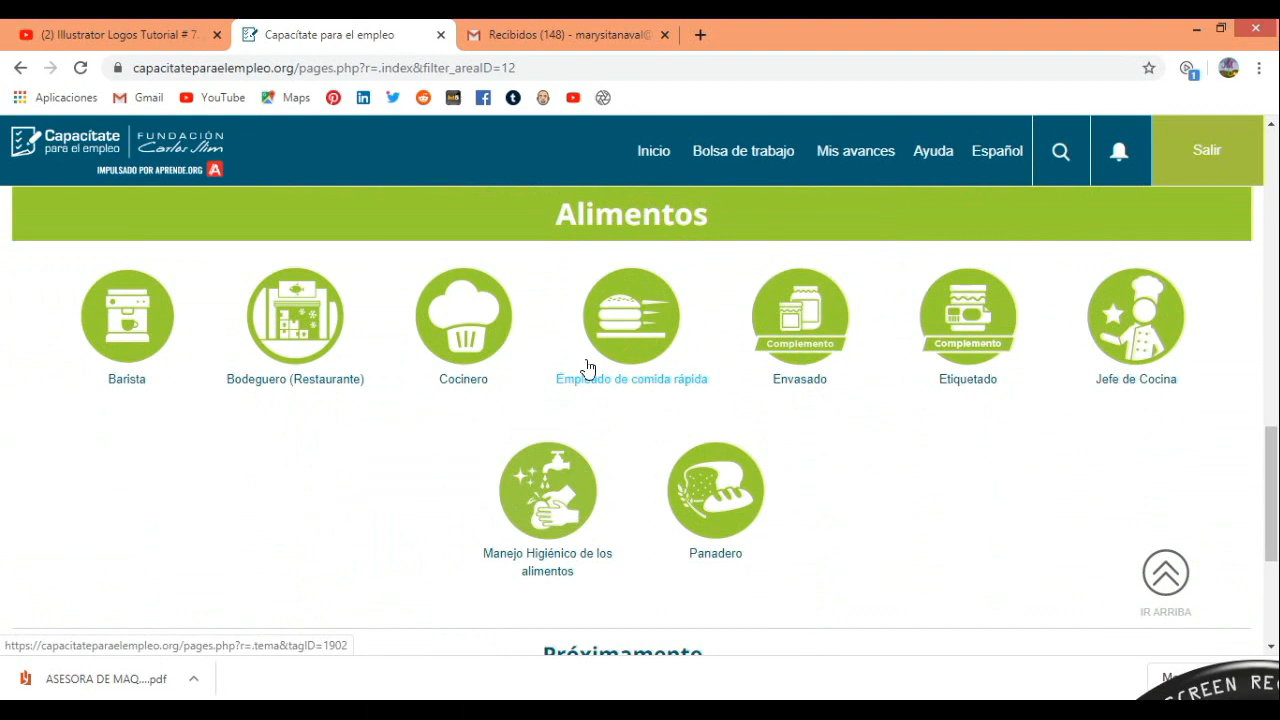 (2) Illustrator Logos Tutorial # 7.
Capacítate para el empleo
Recibidos (148) - marysitanaval@
capacitateparaelempleo.org/pages.php?r=.index&filter_areaID=12
1
Aplicaciones
Gmail
YouTube
Maps
Capacítate
para el empleo
FUNDACIÓN
Carlos Slim
IMPULSADO POR APRENDE.ORG A
Inicio
Bolsa de trabajo
Mis avances
Ayuda
Español
Salir
Alimentos
Complemento
Complemento
Barista
Bodeguero (Restaurante)
Cocinero
Empleado de comida rápida
Envasado
Etiquetado
Jefe de Cocina
Manejo Higiénico de los
alimentos
Panadero
IR ARRIBA
https://capacitateparaelempleo.org/pages.php?r=.tema&tagID=1902
Próximamente
ASESORA DE MAQ....pdf
SCREEN REC